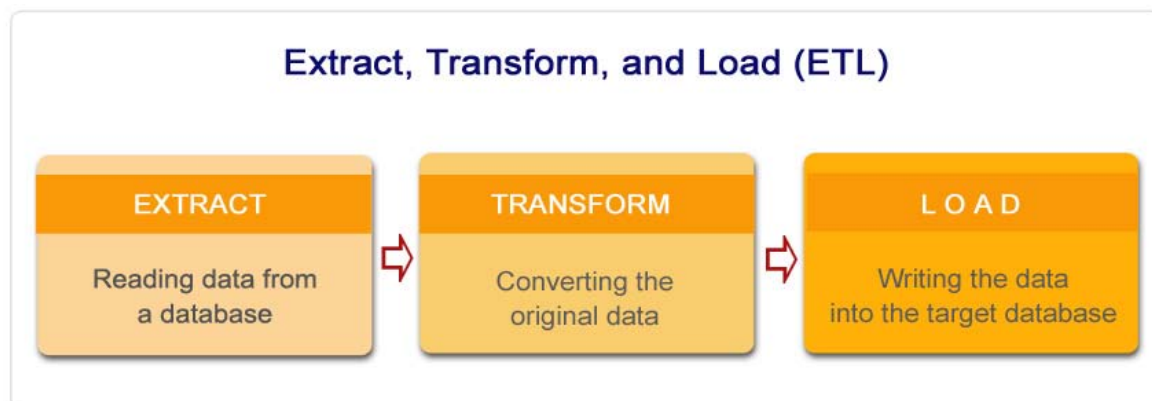 Extract, Transform, and Load (ETL)
EXTRACT
Reading data from
a database
TRANSFORM
Converting the
original data
L O A D
Writing the data
into the target database